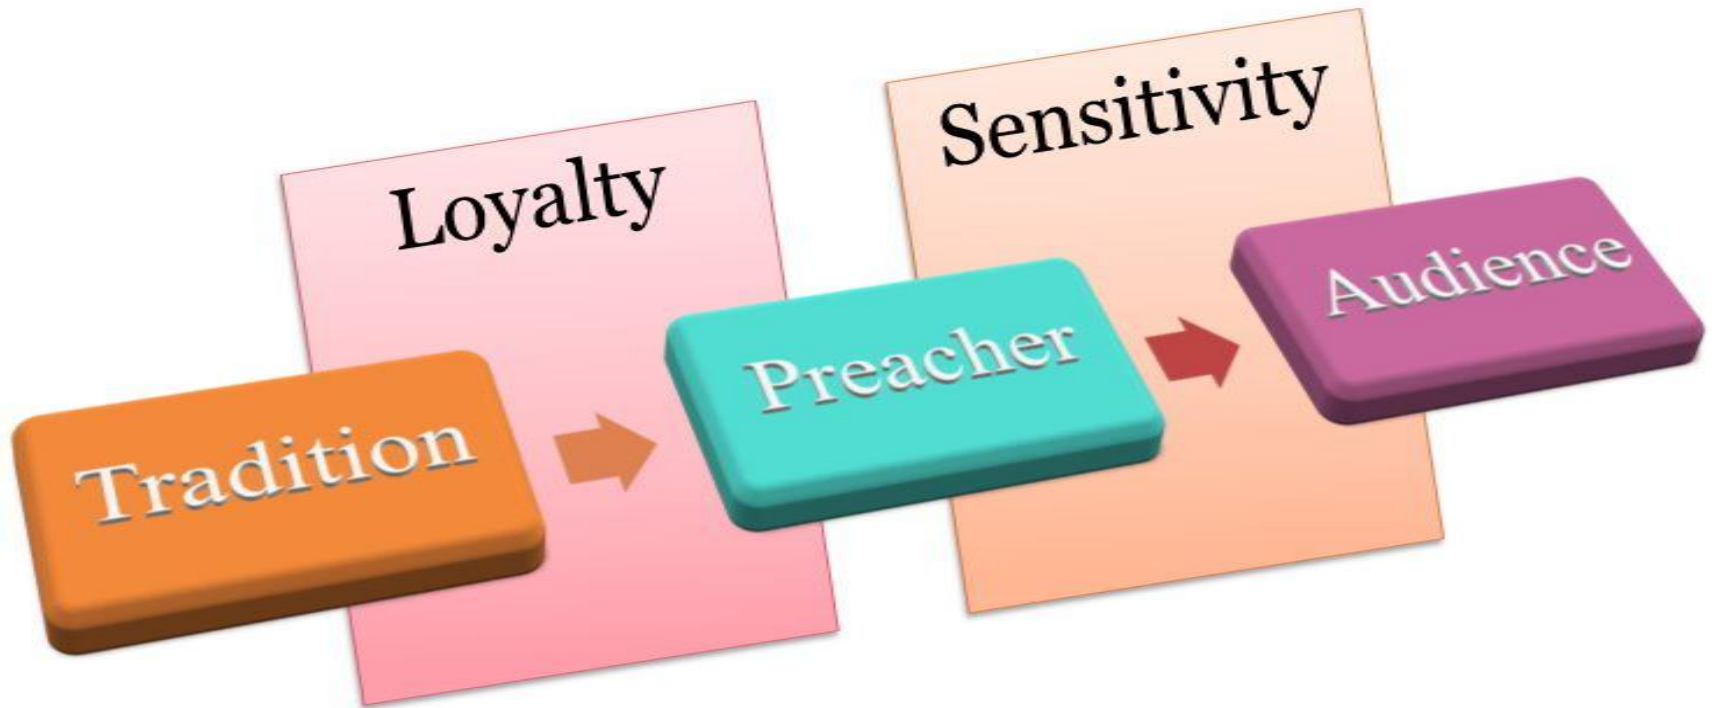 Loyalty
Sensitivity
Tradition
Preacher
Audience